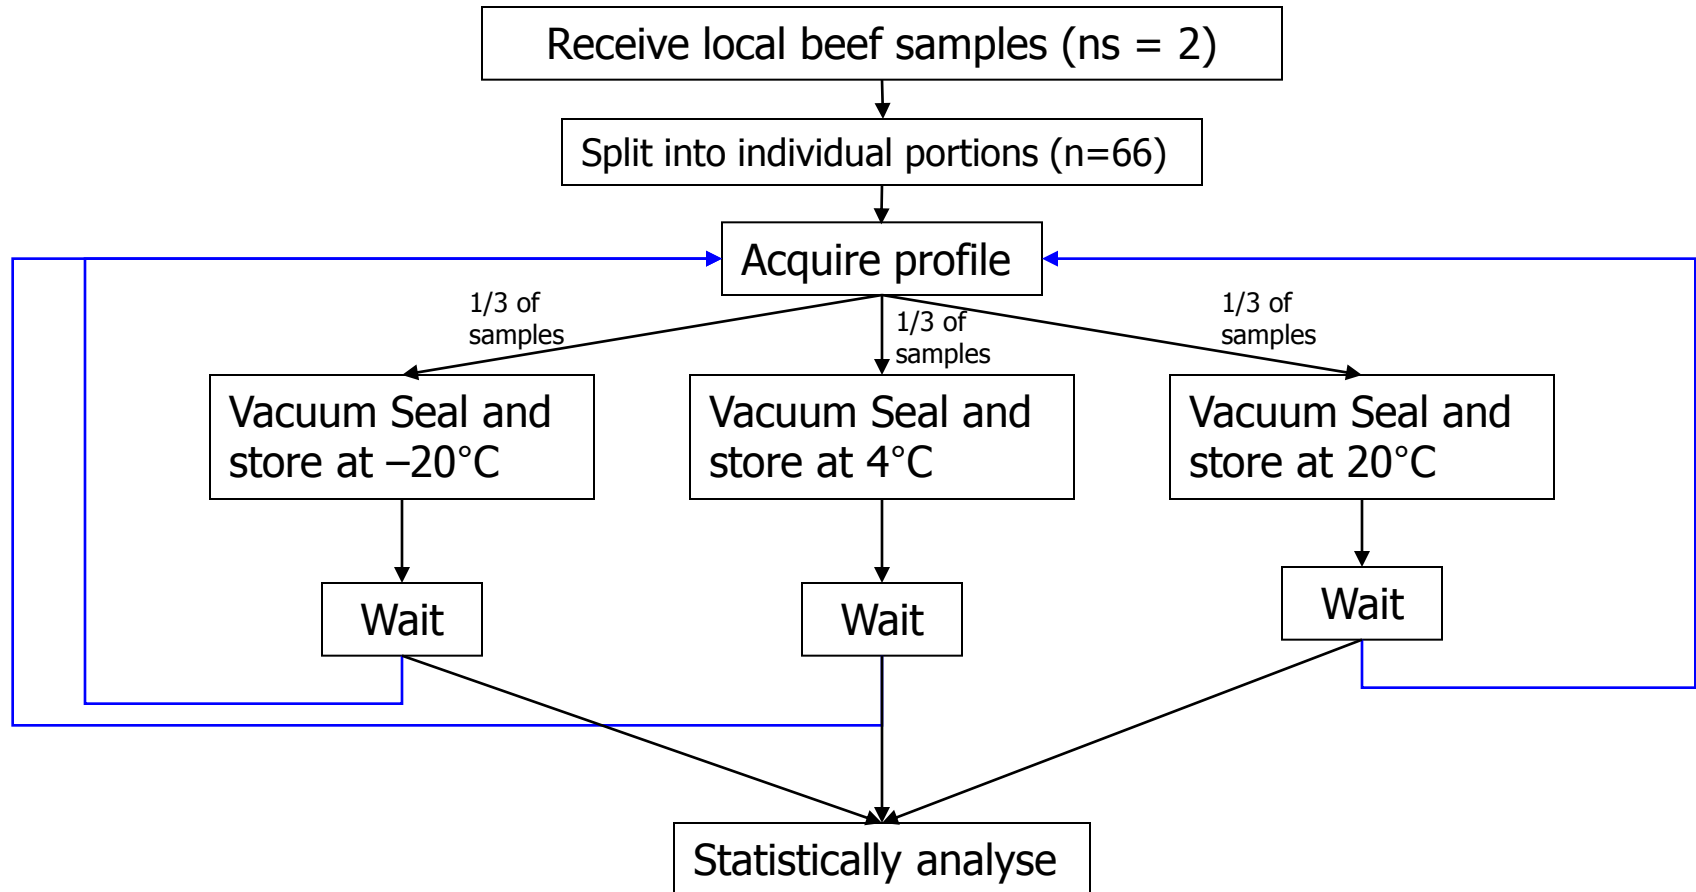 Receive local beef samples (ns = 2)
Split into individual portions (n=66)
Acquire profile
1/3 of
samples
1/3 of
samples
1/3 of
samples
Vacuum Seal and
store at –20°C
Vacuum Seal and
store at 4°C
Vacuum Seal and
store at 20°C
Wait
Wait
Wait
Statistically analyse